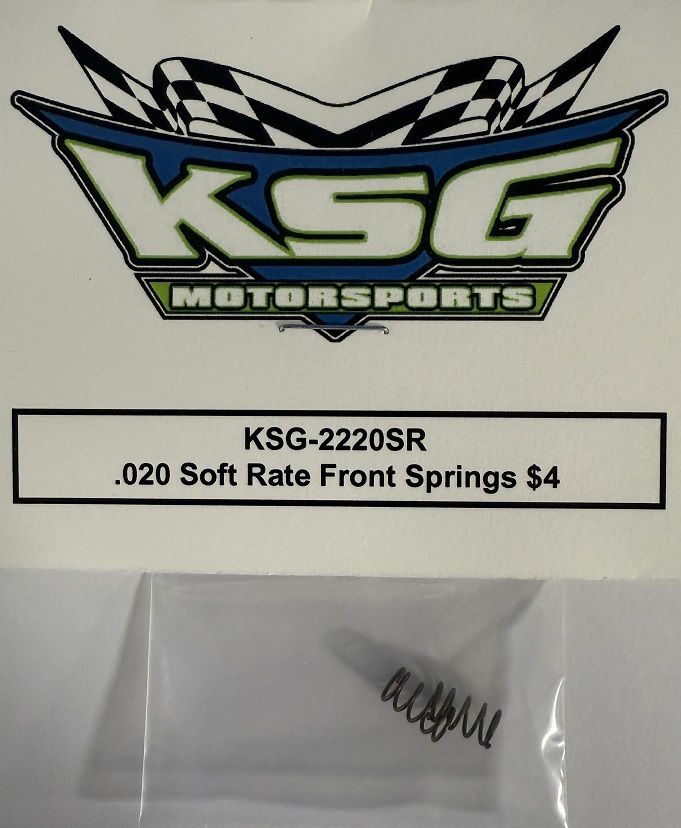 KSG
MOTORSPORTS
KSG-2220SR
.020 Soft Rate Front Springs $4